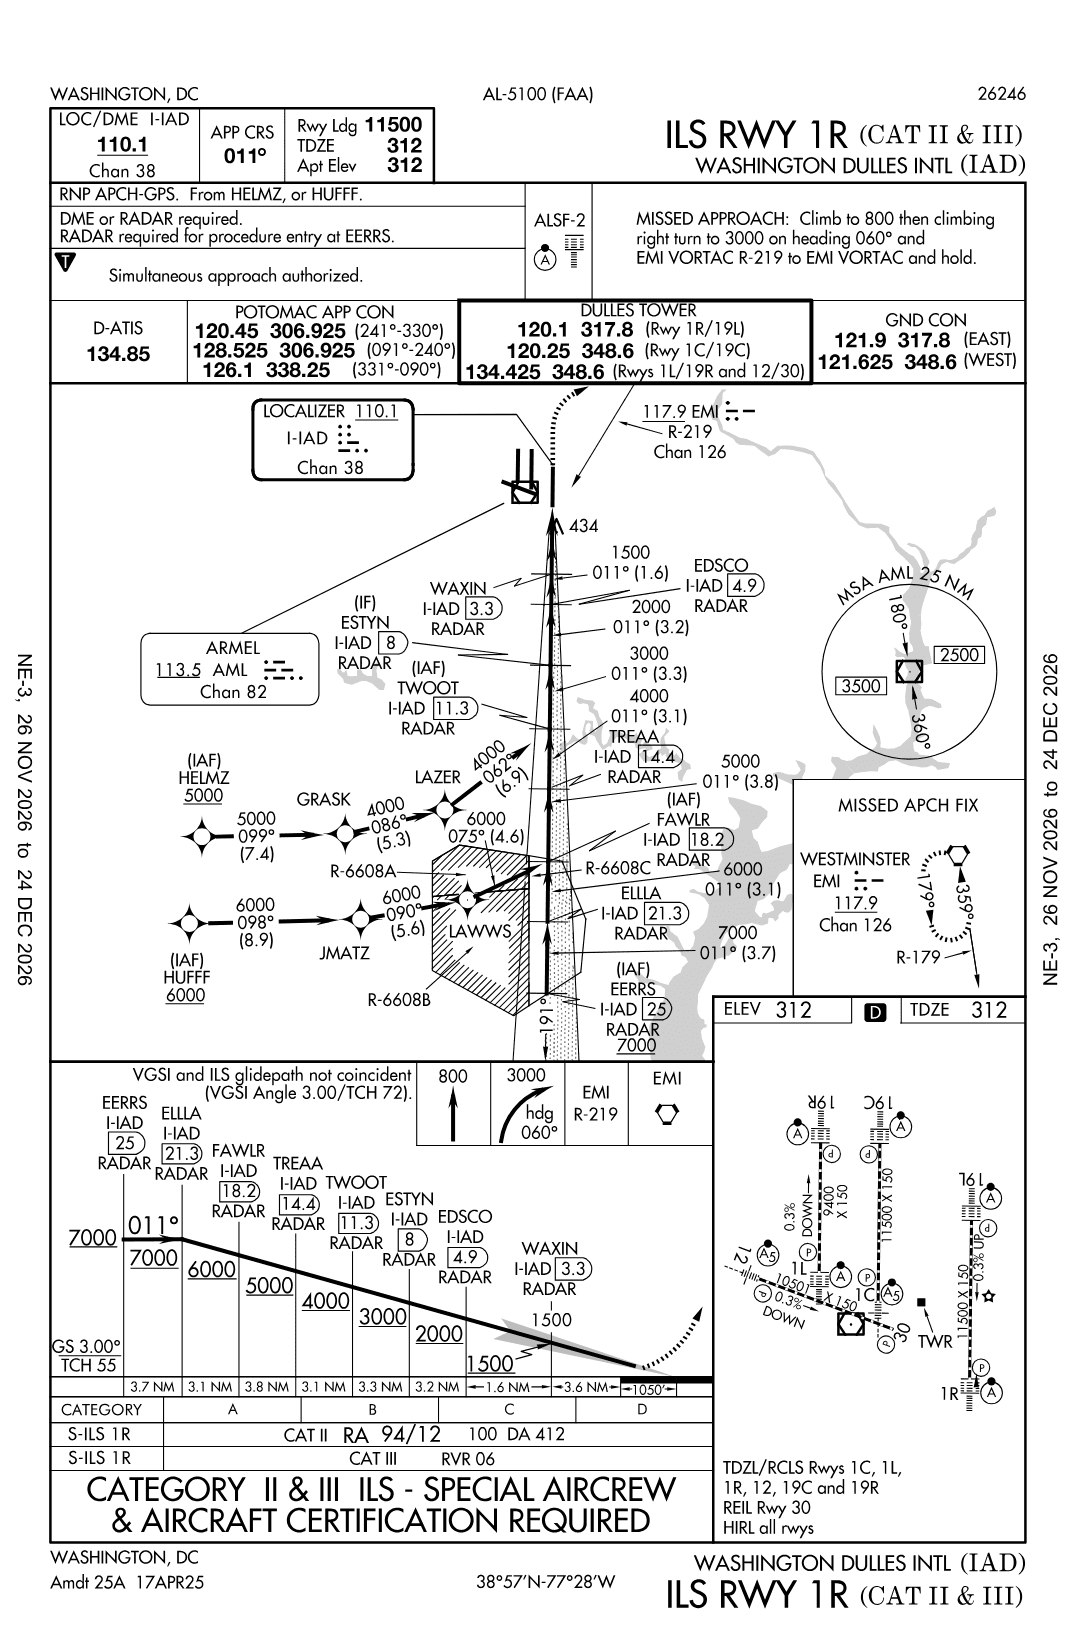 WASHINGTON, DC
AL-5100 (FAA)
26246
LOC/DME I-IAD
110.1
Chan 38
APP CRS
011°
Rwy Ldg 11500
TDZE 312
Apt Elev 312
ILS RWY 1R (CAT II & III)
WASHINGTON DULLES INTL (IAD)
RNP APCH-GPS. From HELMZ, or HUFFF.
DME or RADAR required.
RADAR required for procedure entry at EERRS.
T
Simultaneous approach authorized.
ALSF-2
A
MISSED APPROACH: Climb to 800 then climbing
right turn to 3000 on heading 060° and
EMI VORTAC R-219 to EMI VORTAC and hold.
D-ATIS
134.85
POTOMAC APP CON
120.45 306.925 (241°-330°)
128.525 306.925 (091°-240°)
126.1 338.25 (331°-090°)
DULLES TOWER
120.1 317.8 (Rwy 1R/19L)
120.25 348.6 (Rwy 1C/19C)
134.425 348.6 (Rwys 1L/19R and 12/30)
GND CON
121.9 317.8 (EAST)
121.625 348.6 (WEST)
LOCALIZER 110.1
I-IAD
Chan 38
117.9 EMI
R-219
Chan 126
434
1500
011° (1.6)
EDSCO
I-IAD 4.9
RADAR
WAXIN
I-IAD 3.3
RADAR
2000
011° (3.2)
(IF)
ESTYN
I-IAD 8
RADAR
3000
011° (3.3)
(IAF)
TWOOT
I-IAD 11.3
RADAR
4000
011° (3.1)
ARMEL
113.5 AML
Chan 82
TREAA
I-IAD 14.4
RADAR
5000
011° (3.8)
MSA AML 25 NM
180°
360°
2500
3500
(IAF)
HELMZ
5000
5000
099°
(7.4)
GRASK
4000
086°
(5.3)
LAZER
4000
062°
(6.9)
(IAF)
FAWLR
I-IAD 18.2
RADAR
6000
075° (4.6)
R-6608A
R-6608C
6000
011° (3.1)
(IAF)
HUFFF
6000
6000
098°
(8.9)
JMATZ
6000
090°
(5.6)
LAWWS
R-6608B
ELLLA
I-IAD 21.3
RADAR
7000
011° (3.7)
(IAF)
EERRS
I-IAD 25
RADAR
7000
191°
MISSED APCH FIX
WESTMINSTER
EMI
117.9
Chan 126
179°
359°
R-179
NE-3, 26 NOV 2026 to 24 DEC 2026
NE-3, 26 NOV 2026 to 24 DEC 2026
ELEV 312
D
TDZE 312
VGSI and ILS glidepath not coincident
(VGSI Angle 3.00/TCH 72).
800
3000
hdg
060°
EMI
R-219
EMI
EERRS
I-IAD
25
RADAR
ELLLA
I-IAD
21.3
RADAR
FAWLR
I-IAD
18.2
RADAR
TREAA
I-IAD
14.4
RADAR
TWOOT
I-IAD
11.3
RADAR
ESTYN
I-IAD
8
RADAR
EDSCO
I-IAD
4.9
RADAR
WAXIN
I-IAD 3.3
RADAR
1500
7000
011°
7000
6000
5000
4000
3000
2000
1500
GS 3.00°
TCH 55
3.7 NM
3.1 NM
3.8 NM
3.1 NM
3.3 NM
3.2 NM
1.6 NM
3.6 NM
1050'
CATEGORY A B C D
S-ILS 1R CAT II RA 94/12 100 DA 412
S-ILS 1R CAT III RVR 06
CATEGORY II & III ILS - SPECIAL AIRCREW
& AIRCRAFT CERTIFICATION REQUIRED
19R
19C
19L
A
A
A
P
P
P
0.3%
DOWN
9400
X 150
11500 X 150
0.3% UP
11500 X 150
12
A5
P
1L
P
A
P
1C
A5
10501 X 150
0.3%
DOWN
30
P
TWR
P
1R
A
TDZL/RCLS Rwys 1C, 1L,
1R, 12, 19C and 19R
REIL Rwy 30
HIRL all rwys
WASHINGTON, DC
Amdt 25A 17APR25
38°57'N-77°28'W
WASHINGTON DULLES INTL (IAD)
ILS RWY 1R (CAT II & III)